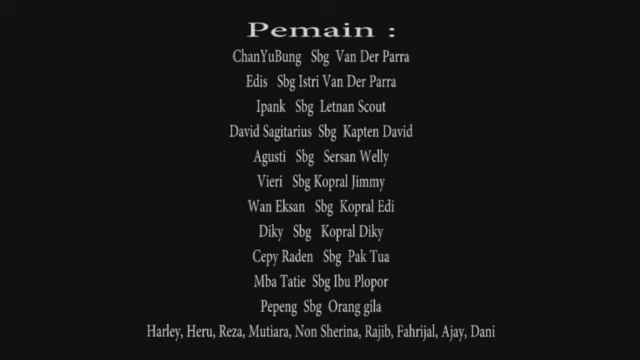 Pemain :
ChanYuBung Sbg Van Der Parra
Edis Sbg Istri Van Der Parra
Ipank Sbg Letnan Scout
David Sagitarius Sbg Kapten David
Agusti Sbg Sersan Welly
Vieri Sbg Kopral Jimmy
Wan Eksan Sbg Kopral Edi
Diky Sbg Kopral Diky
Cepy Raden Sbg Pak Tua
Mba Tatie Sbg Ibu Plopor
Pepeng Sbg Orang gila
Harley, Heru, Reza, Mutiara, Non Sherina, Rajib, Fahrijal, Ajay, Dani